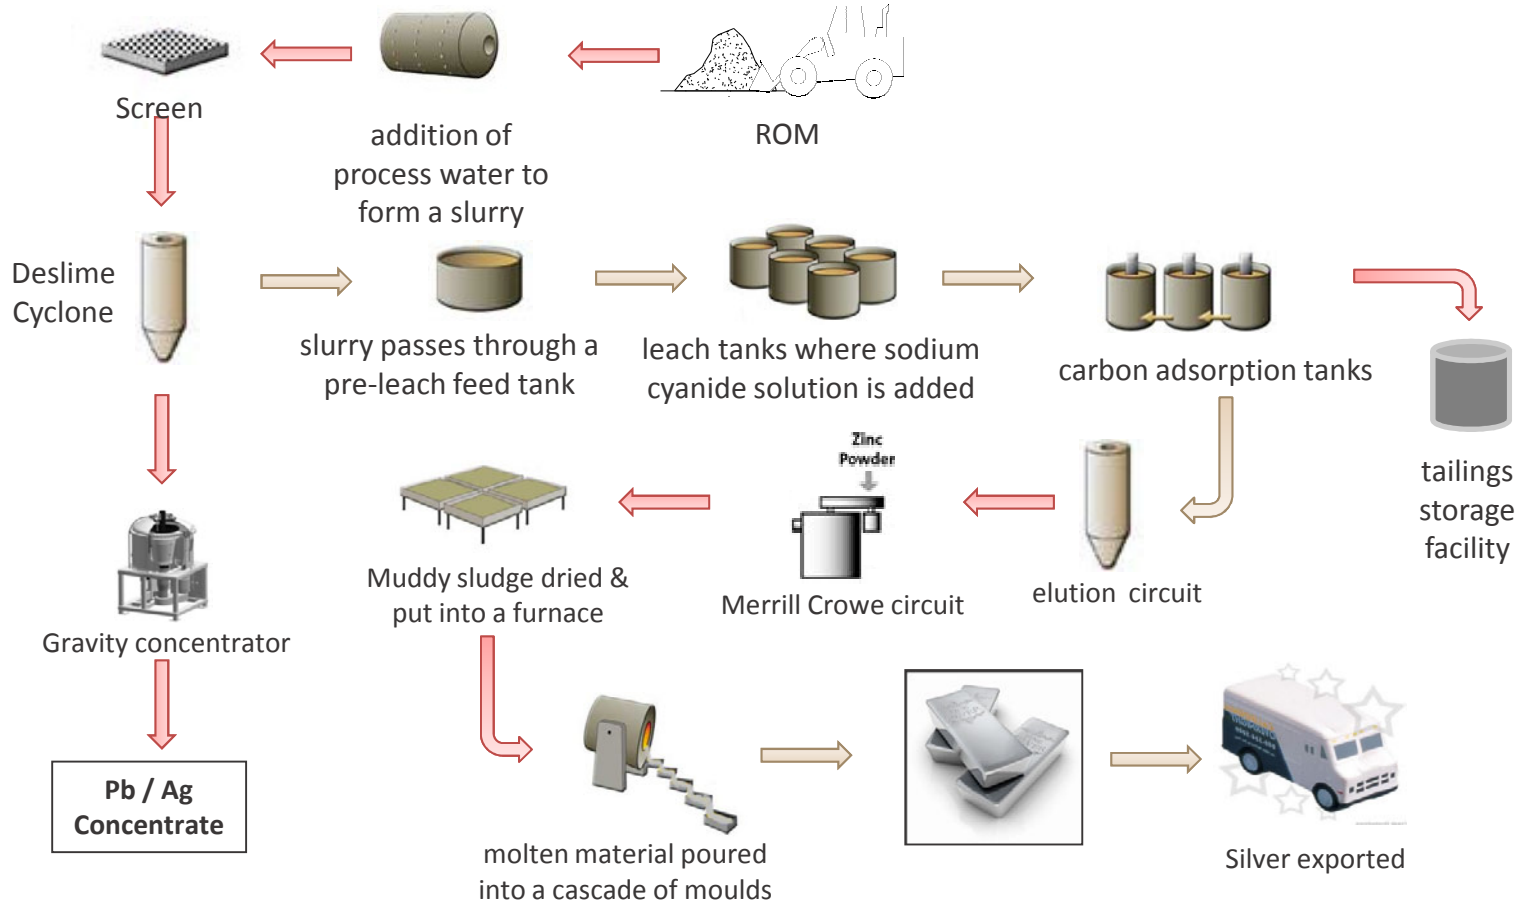 Screen
addition of
process water to
form a slurry
ROM
Deslime
Cyclone
slurry passes through a
pre-leach feed tank
leach tanks where sodium
cyanide solution is added
carbon adsorption tanks
tailings
storage
facility
Zinc
Powder
Muddy sludge dried &
put into a furnace
Merrill Crowe circuit
elution circuit
Gravity concentrator
Pb / Ag
Concentrate
molten material poured
into a cascade of moulds
Silver exported